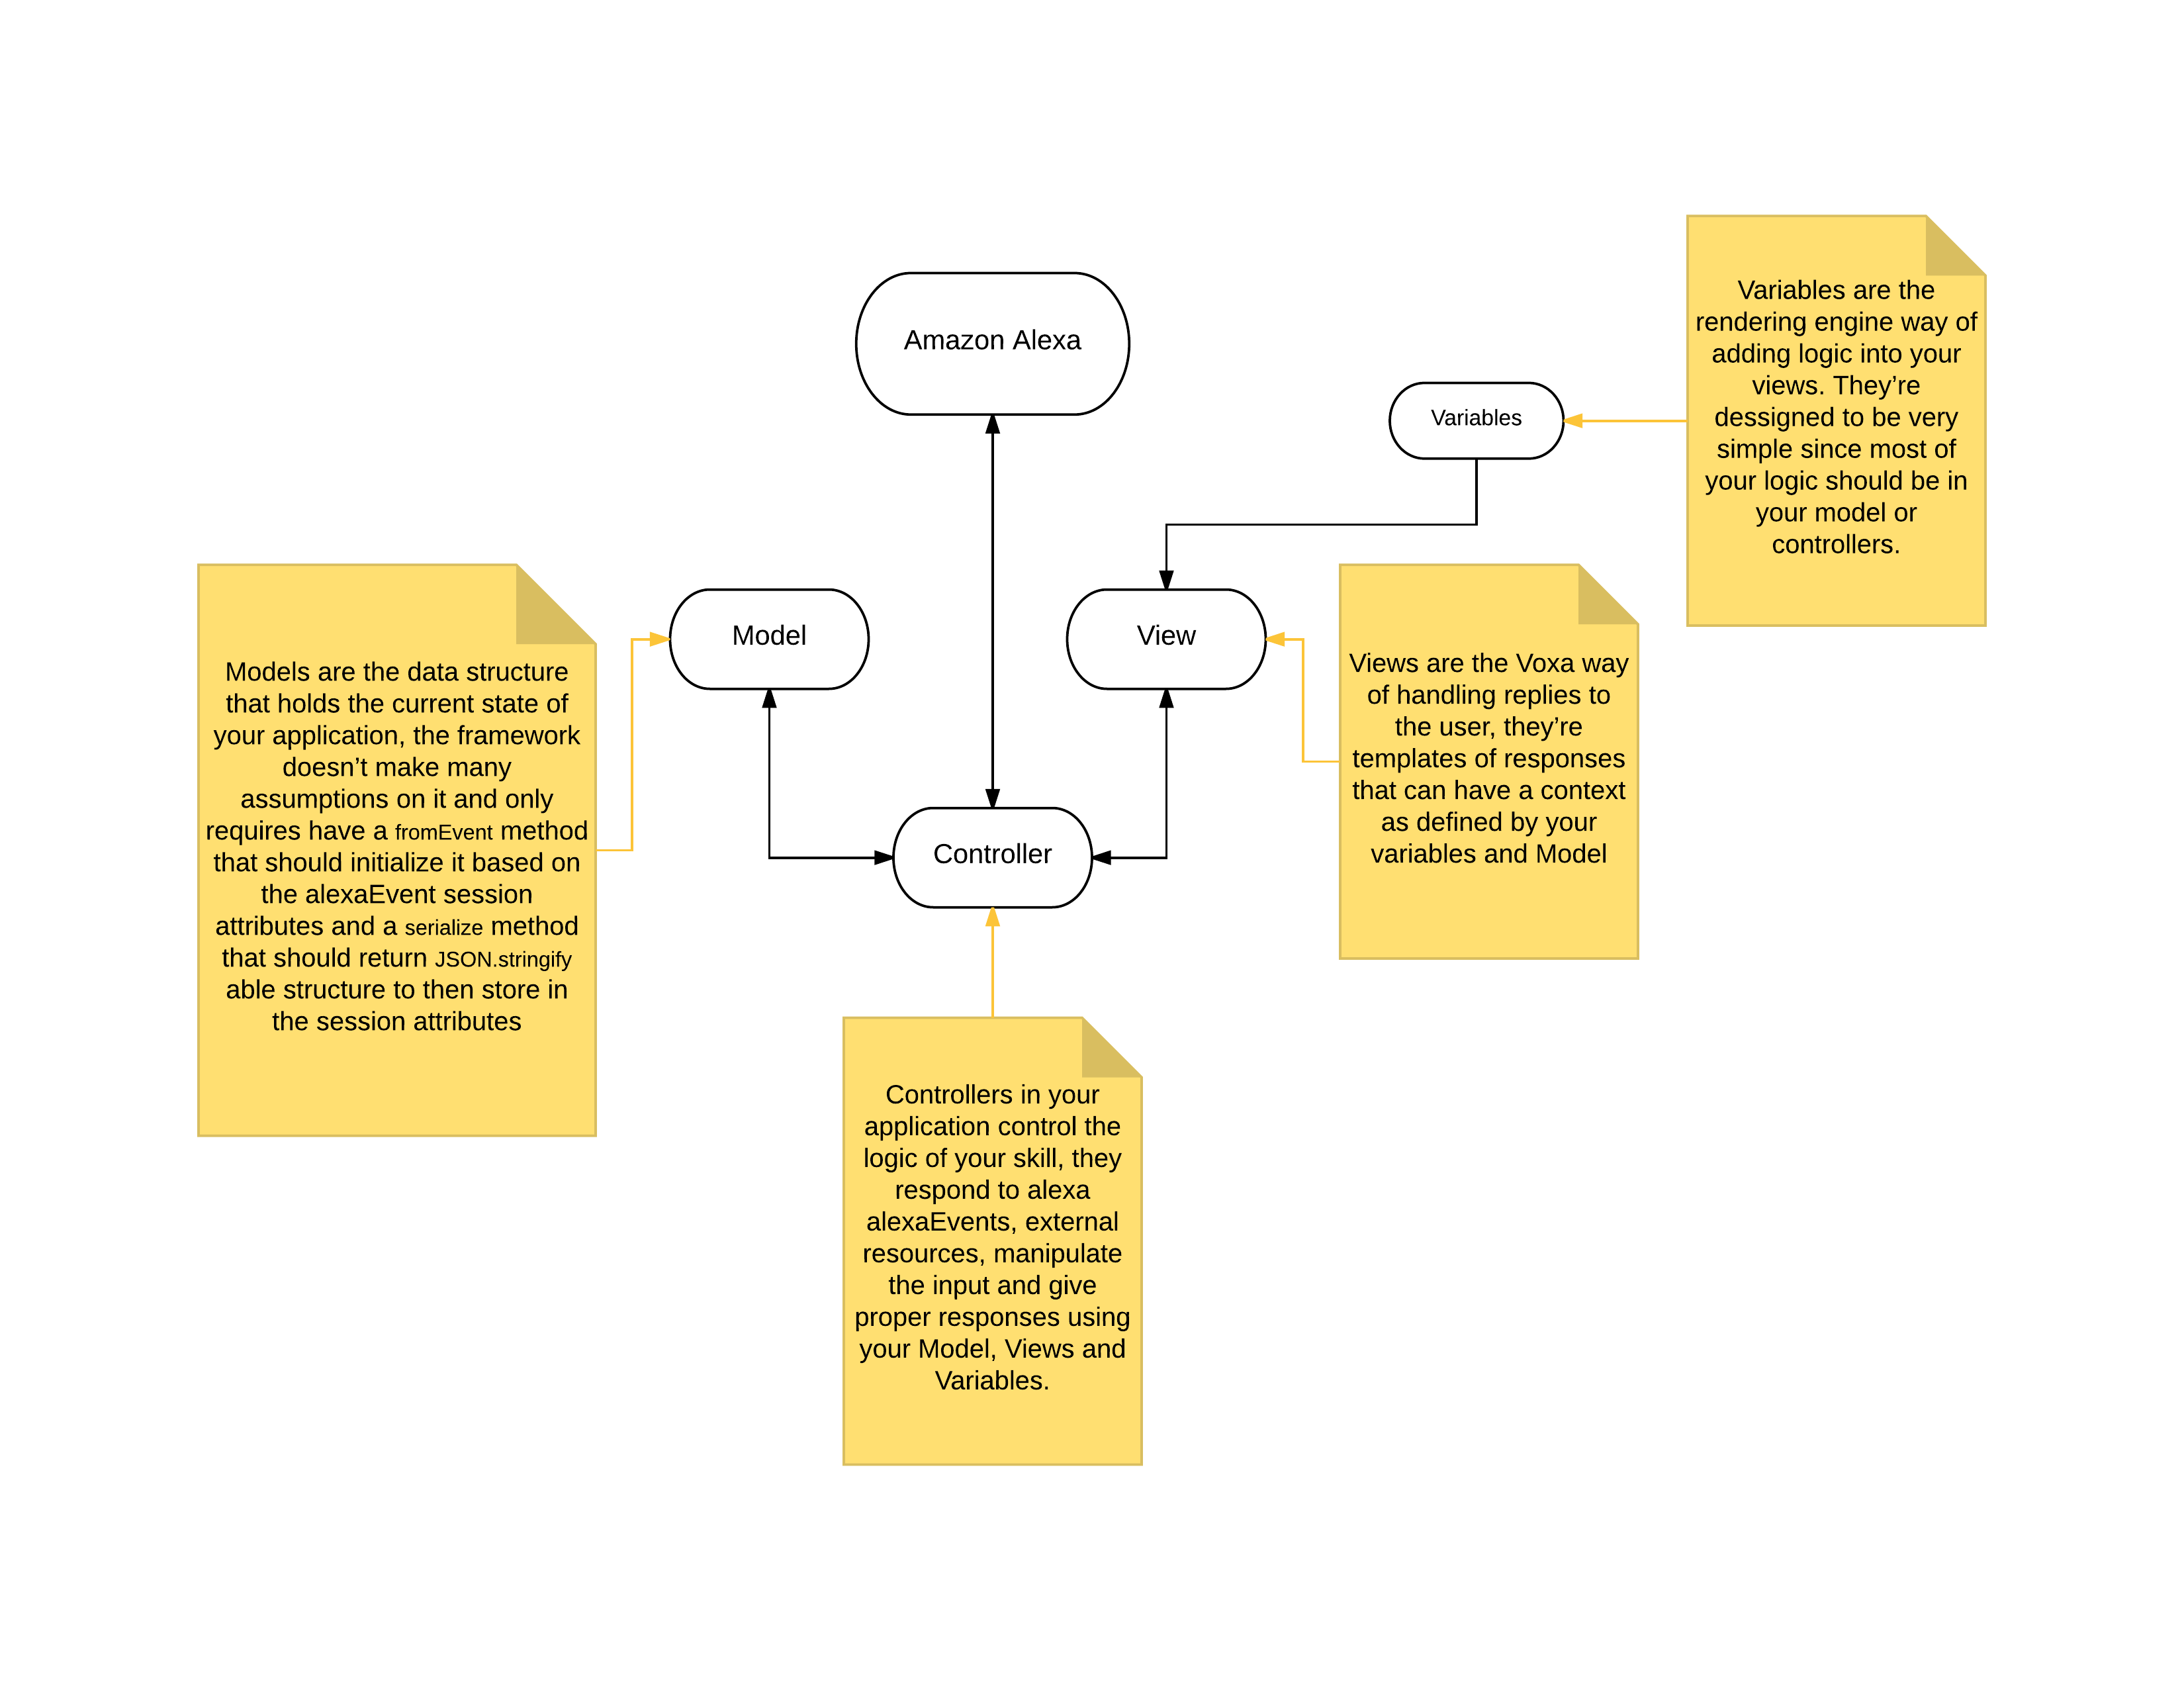 Amazon Alexa
Variables
Variables are the
rendering engine way of
adding logic into your
views. They’re
dessigned to be very
simple since most of
your logic should be in
your model or
controllers.
Model
View
Controller
Models are the data structure
that holds the current state of
your application, the framework
doesn’t make many
assumptions on it and only
requires have a fromEvent method
that should initialize it based on
the alexaEvent session
attributes and a serialize method
that should return JSON.stringify
able structure to then store in
the session attributes
Views are the Voxa way
of handling replies to
the user, they’re
templates of responses
that can have a context
as defined by your
variables and Model
Controllers in your
application control the
logic of your skill, they
respond to alexa
alexaEvents, external
resources, manipulate
the input and give
proper responses using
your Model, Views and
Variables.